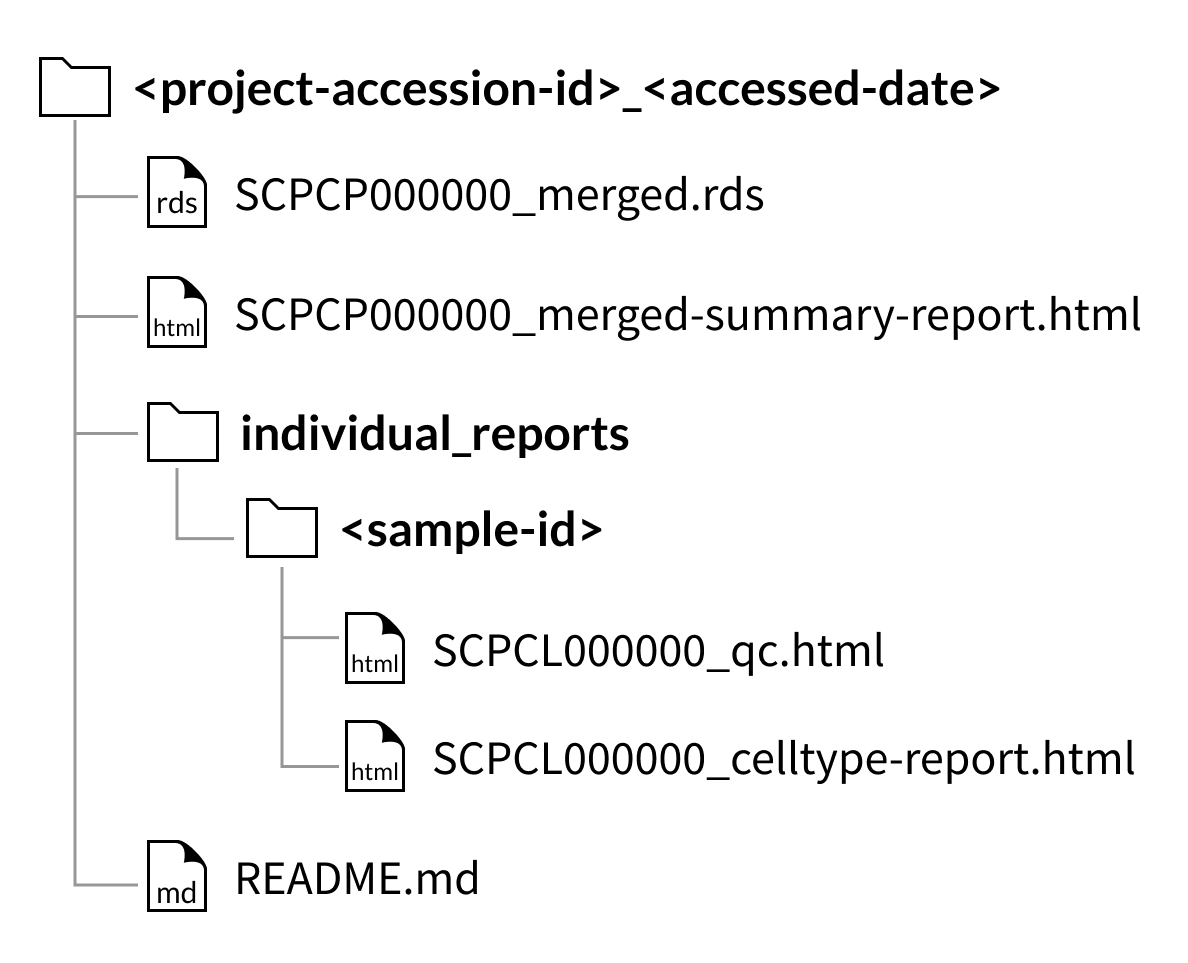 <project-accession-id>_<accessed-date>
rds SCPCP000000_merged.rds
html SCPCP000000_merged-summary-report.html
individual_reports
<sample-id>
html SCPCL000000_qc.html
html SCPCL000000_celltype-report.html
md README.md